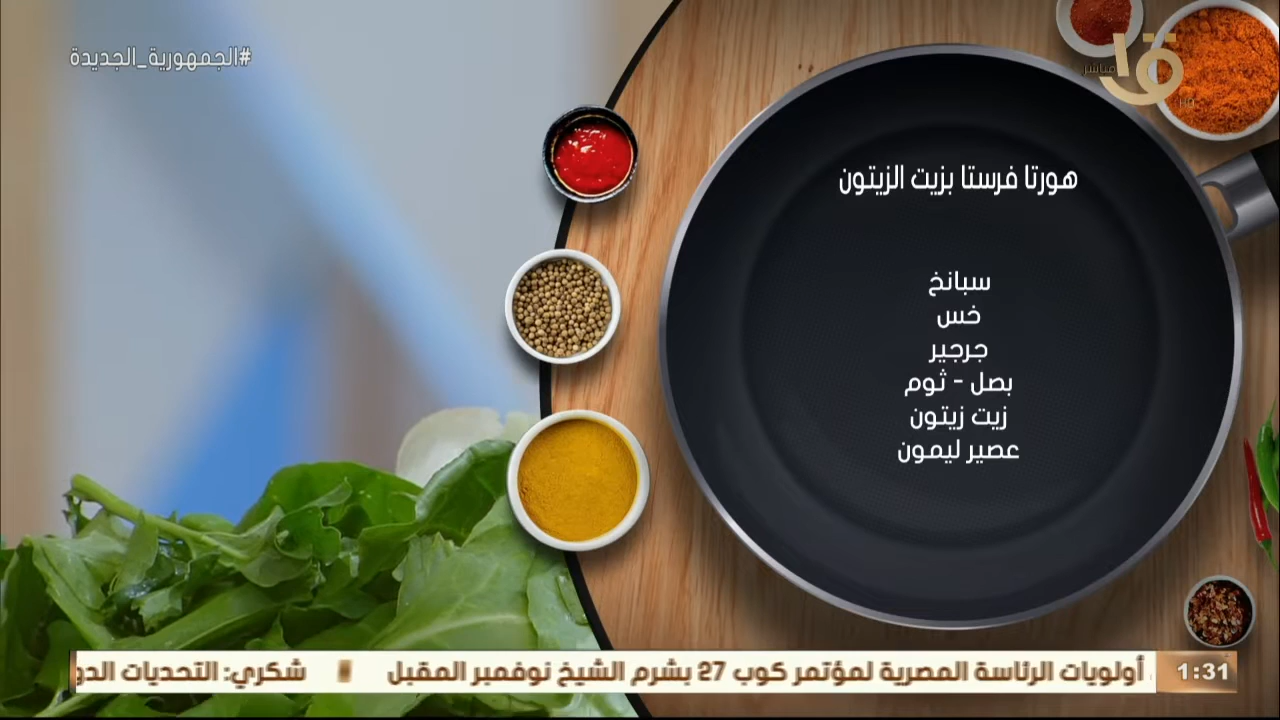 #الجمهورية_الجديدة
مباشر
هورتا فرستا بزيت الزيتون
سبانخ
خس
جرجير
بصل - ثوم
زيت زيتون
عصير ليمون
1:31
أولويات الرئاسة المصرية لمؤتمر كوب 27 بشرم الشيخ نوفمبر المقبل
شكري: التحديات